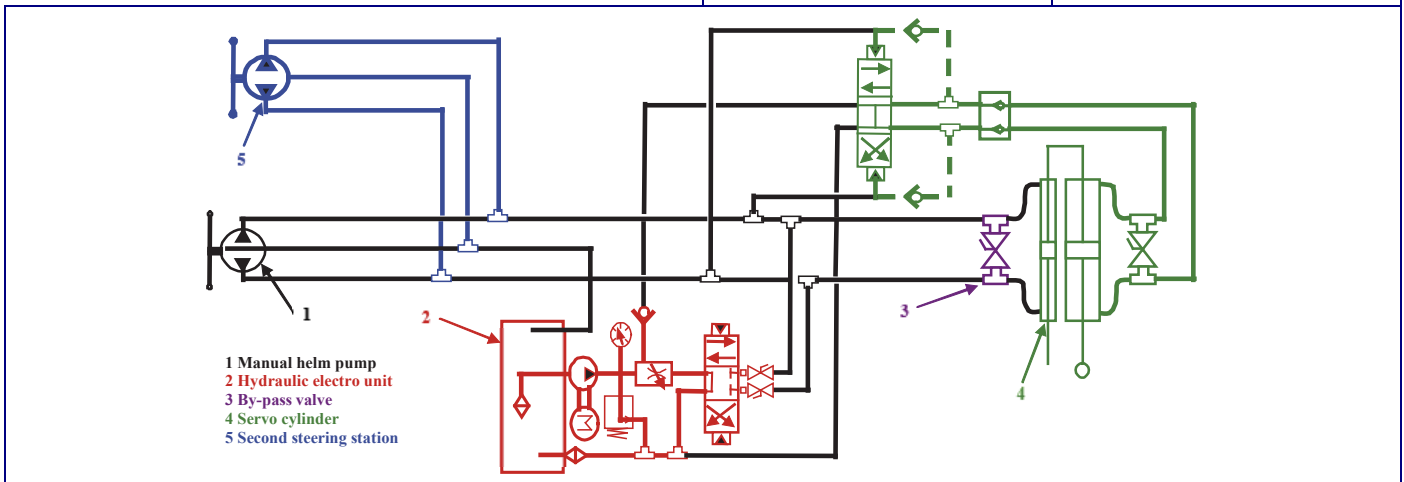 5
1
2
3
4
1 Manual helm pump
2 Hydraulic electro unit
3 By-pass valve
4 Servo cylinder
5 Second steering station
M